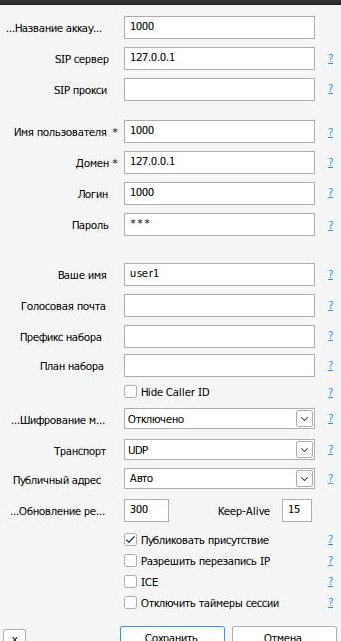 ...Название аккау... 1000
SIP сервер 127.0.0.1 ?
SIP прокси ?
Имя пользователя * 1000 ?
Домен * 127.0.0.1 ?
Логин 1000 ?
Пароль *** ?
Ваше имя user1 ?
Голосовая почта ?
Префикс набора ?
План набора ?
Hide Caller ID ?
...Шифрование м... Отключено ?
Транспорт UDP ?
Публичный адрес Авто ?
...Обновление ре... 300 Keep-Alive 15 ?
Публиковать присутствие ?
Разрешить перезапись IP ?
ICE ?
Отключить таймеры сессии ?
x Сохранить Отмена